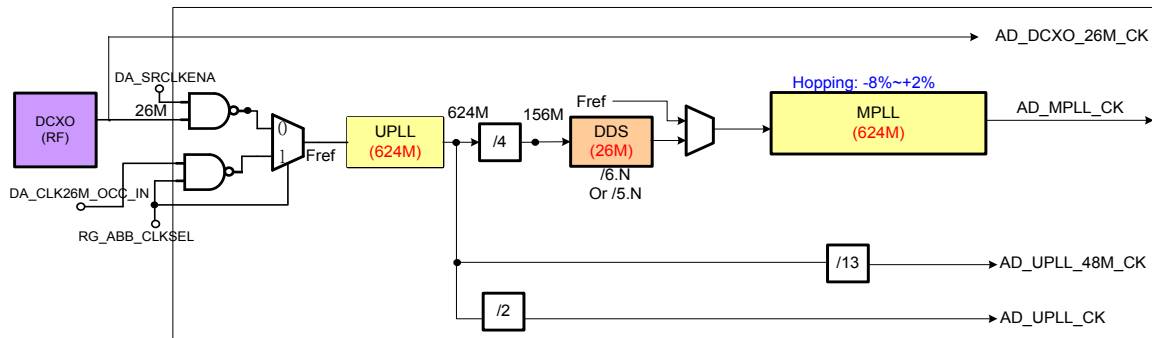 AD_DCXO_26M_CK
DA_SRCLKENA
Hopping: -8%~+2%
DCXO
(RF)
26M
0
1
Fref
UPLL
(624M)
624M
/4
156M
Fref
DDS
(26M)
/6.N
Or /5.N
MPLL
(624M)
AD_MPLL_CK
DA_CLK26M_OCC_IN
RG_ABB_CLKSEL
/13
AD_UPLL_48M_CK
/2
AD_UPLL_CK